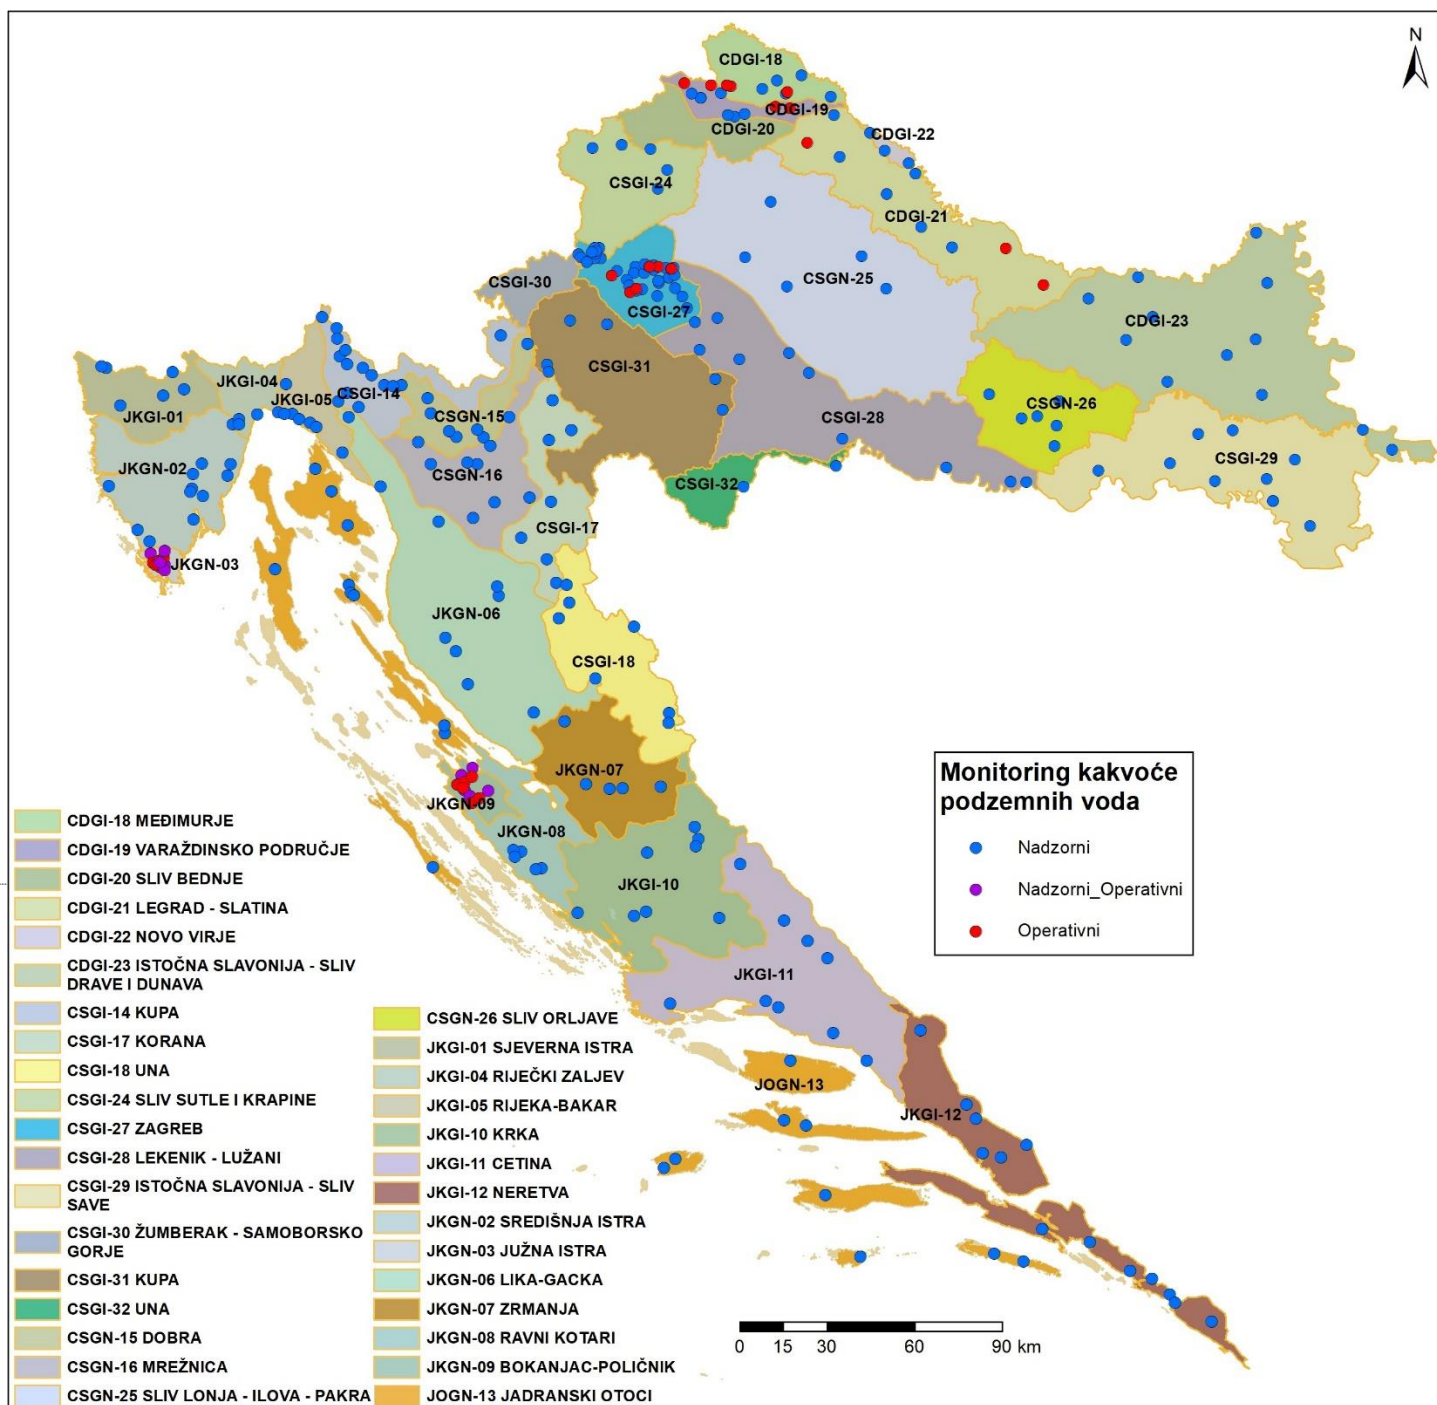 N
CDGI-18
CDGI-19
CDGI-20
CDGI-22
CSGI-24
CDGI-21
CSGN-25
CSGI-30
CSGI-27
CDGI-23
CSGI-31
JKGI-04
JKGI-05
CSGI-14
JKGI-01
CSGN-15
CSGI-28
CSGN-26
JKGN-02
CSGN-16
CSGI-32
CSGI-29
CSGI-17
JKGN-03
JKGN-06
CSGI-18
JKGN-07
JKGN-09
JKGN-08
JKGI-10
JKGI-11
JOGN-13
JKGI-12
Monitoring kakvoće
podzemnih voda
Nadzorni
Nadzorni_Operativni
Operativni
CDGI-18 MEĐIMURJE
CDGI-19 VARAŽDINSKO PODRUČJE
CDGI-20 SLIV BEDNJE
CDGI-21 LEGRAD - SLATINA
CDGI-22 NOVO VIRJE
CDGI-23 ISTOČNA SLAVONIJA - SLIV
DRAVE I DUNAVA
CSGI-14 KUPA
CSGI-17 KORANA
CSGI-18 UNA
CSGI-24 SLIV SUTLE I KRAPINE
CSGI-27 ZAGREB
CSGI-28 LEKENIK - LUŽANI
CSGI-29 ISTOČNA SLAVONIJA - SLIV
SAVE
CSGI-30 ŽUMBERAK - SAMOBORSKO
GORJE
CSGI-31 KUPA
CSGI-32 UNA
CSGN-15 DOBRA
CSGN-16 MREŽNICA
CSGN-25 SLIV LONJA - ILOVA - PAKRA
CSGN-26 SLIV ORLJAVE
JKGI-01 SJEVERNA ISTRA
JKGI-04 RIJEČKI ZALJEV
JKGI-05 RIJEKA-BAKAR
JKGI-10 KRKA
JKGI-11 CETINA
JKGI-12 NERETVA
JKGN-02 SREDIŠNJA ISTRA
JKGN-03 JUŽNA ISTRA
JKGN-06 LIKA-GACKA
JKGN-07 ZRMANJA
JKGN-08 RAVNI KOTARI
JKGN-09 BOKANJAC-POLIČNIK
JOGN-13 JADRANSKI OTOCI
0 15 30 60 90 km